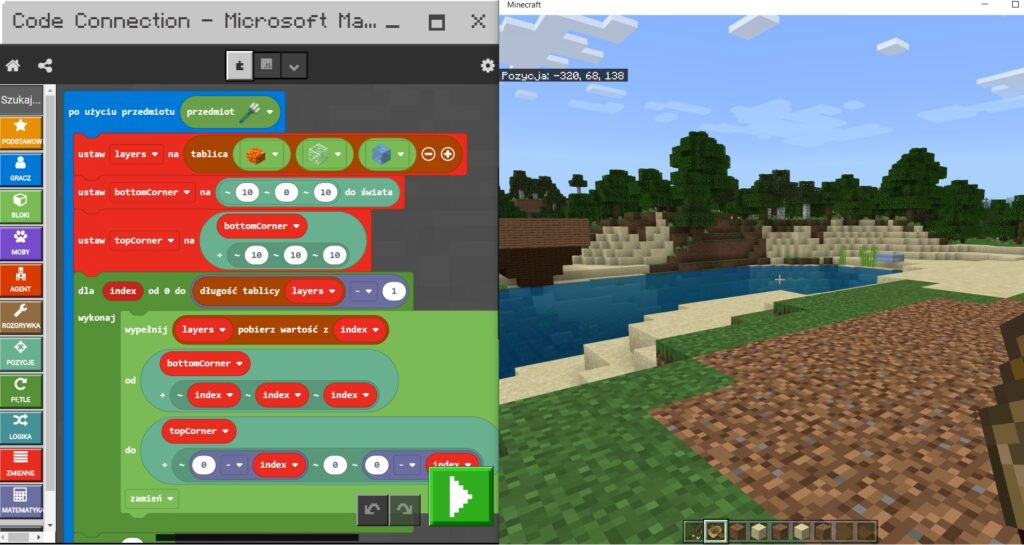 Code Connection – Microsoft Ma...
Minecraft
Pozycja: -320, 68, 138
Szukaj...
PODSTAWOW
GRACZ
BLOKI
MOBY
AGENT
ROZGRYWKA
POZYCJE
PĘTLE
LOGIKA
ZMIENNE
MATEMATYK
po użyciu przedmiotu przedmiot
ustaw layers na tablica
ustaw bottomCorner na ~ 10 ~ 0 ~ 10 do świata
ustaw topCorner na bottomCorner
+ ~ 10 ~ 10 ~ 10
dla index od 0 do długość tablicy layers - 1
wykonaj
wypełnij layers pobierz wartość z index
od bottomCorner
+ ~ index ~ index ~ index
do topCorner
+ ~ 0 - index ~ 0 ~ 0 - index
zamień